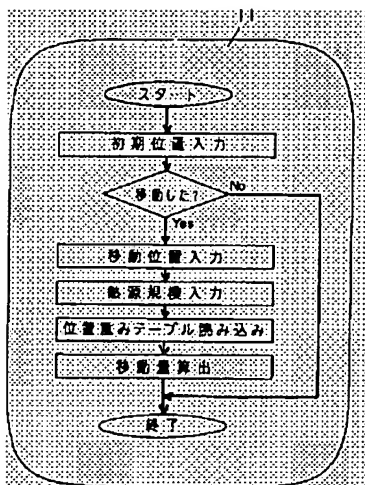 11
スタート
初期位置入力
移動した?
No
Yes
移動位置入力
熱源規模入力
位置重みテーブル読み込み
移動量算出
終了